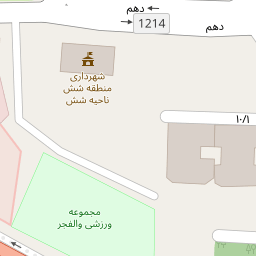 دهم
1214
دهم
شهرداری
منطقه شش
ناحیه شش
۱۰/۱
مجموعه
ورزشی والفجر